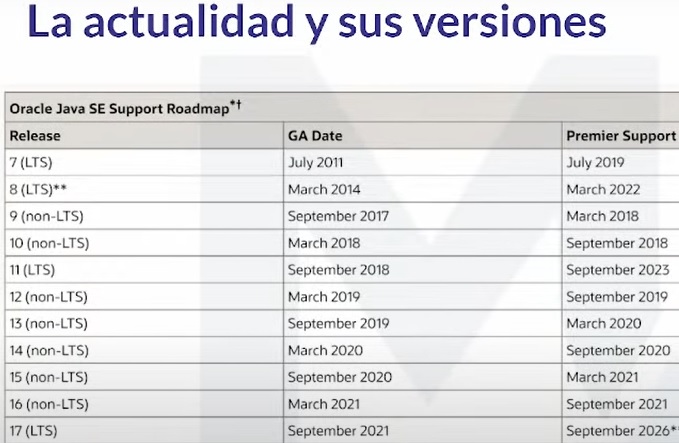 La actualidad y sus versiones
Oracle Java SE Support Roadmap*†
Release GA Date Premier Support
7 (LTS) July 2011 July 2019
8 (LTS)** March 2014 March 2022
9 (non-LTS) September 2017 March 2018
10 (non-LTS) March 2018 September 2018
11 (LTS) September 2018 September 2023
12 (non-LTS) March 2019 September 2019
13 (non-LTS) September 2019 March 2020
14 (non-LTS) March 2020 September 2020
15 (non-LTS) September 2020 March 2021
16 (non-LTS) March 2021 September 2021
17 (LTS) September 2021 September 2026**